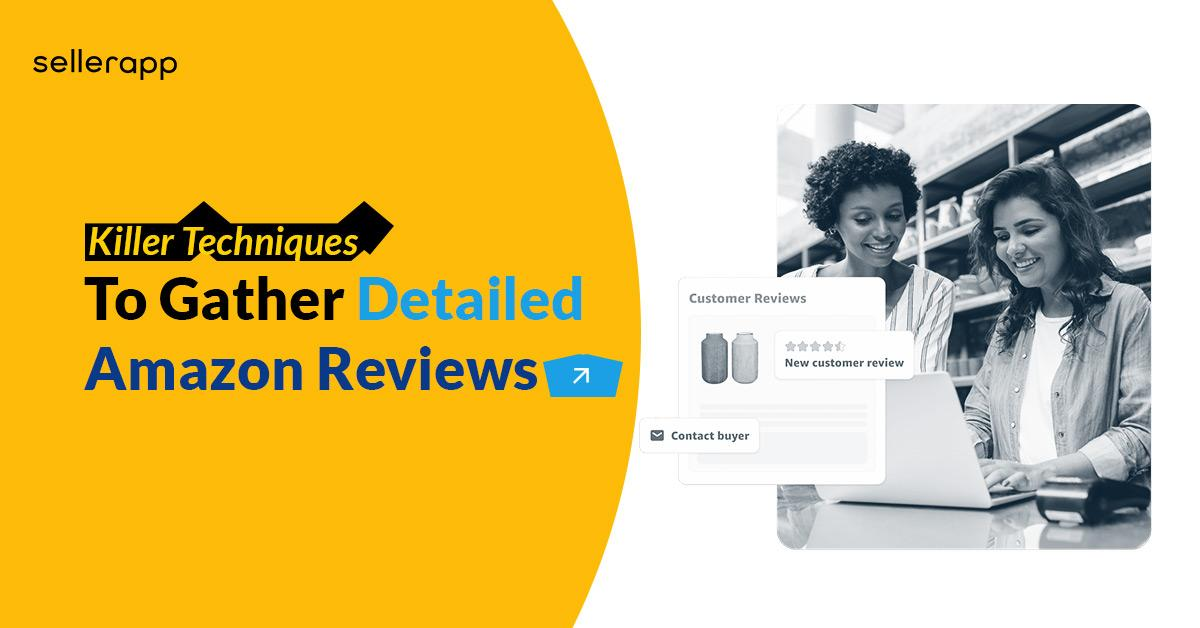 sellerapp
Killer Techniques
To Gather Detailed
Amazon Reviews
Customer Reviews
New customer review
Contact buyer